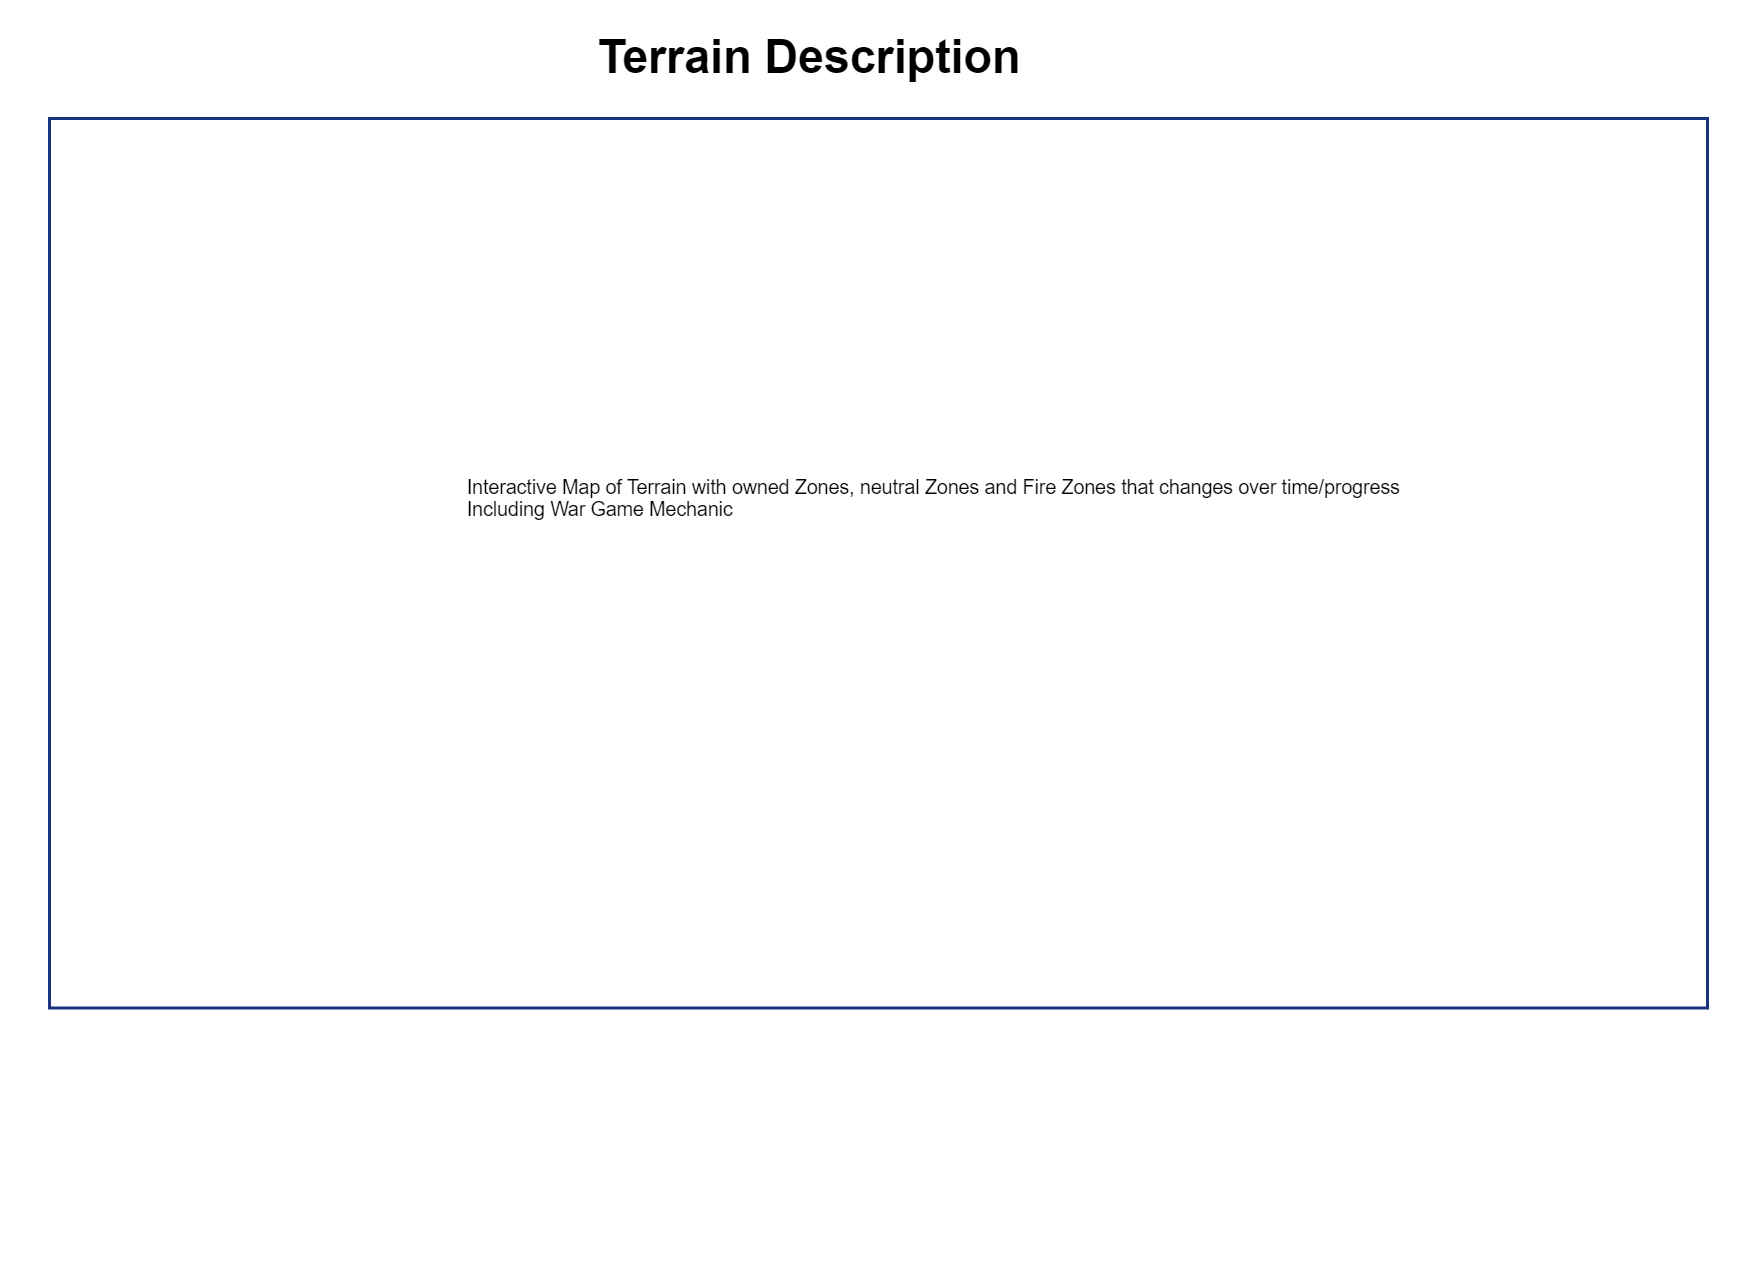 Terrain Description
Interactive Map of Terrain with owned Zones, neutral Zones and Fire Zones that changes over time/progress
Including War Game Mechanic